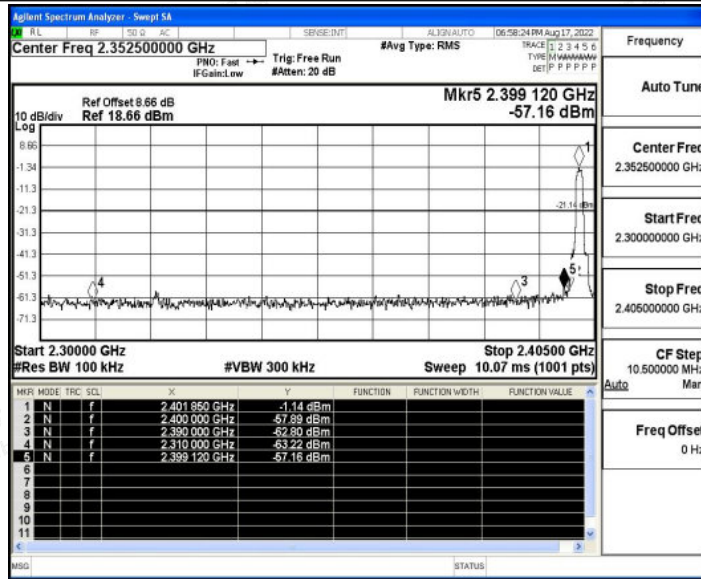 Agilent Spectrum Analyzer - Swept SA
RL RF 50 Ω AC SENSE:INT ALIGN AUTO 06:58:24 PM Aug 17, 2022
Center Freq 2.352500000 GHz #Avg Type: RMS TRACE 1 2 3 4 5 6
PNO: Fast Trig: Free Run TYPE M
IFGain:Low #Atten: 20 dB DET P P P P P P
Frequency
Auto Tune
Center Freq
2.352500000 GHz
Start Freq
2.300000000 GHz
Stop Freq
2.405000000 GHz
CF Step
10.500000 MHz
Auto Man
Freq Offset
0 Hz
Mkr5 2.399 120 GHz
-57.16 dBm
Ref Offset 8.66 dB
10 dB/div Ref 18.66 dBm
Log
8.66
-1.34
-11.3
-21.3
-31.3
-41.3
-51.3
-61.3
-71.3
1
-21.14 dBm
5
3
4
Start 2.30000 GHz Stop 2.40500 GHz
#Res BW 100 kHz #VBW 300 kHz Sweep 10.07 ms (1001 pts)
MKR MODE TRC SCL X Y FUNCTION FUNCTION WIDTH FUNCTION VALUE
1 N f 2.401 850 GHz -1.14 dBm
2 N f 2.400 000 GHz -57.89 dBm
3 N f 2.390 000 GHz -62.80 dBm
4 N f 2.310 000 GHz -63.22 dBm
5 N f 2.399 120 GHz -57.16 dBm
6
7
8
9
10
11
MSG STATUS